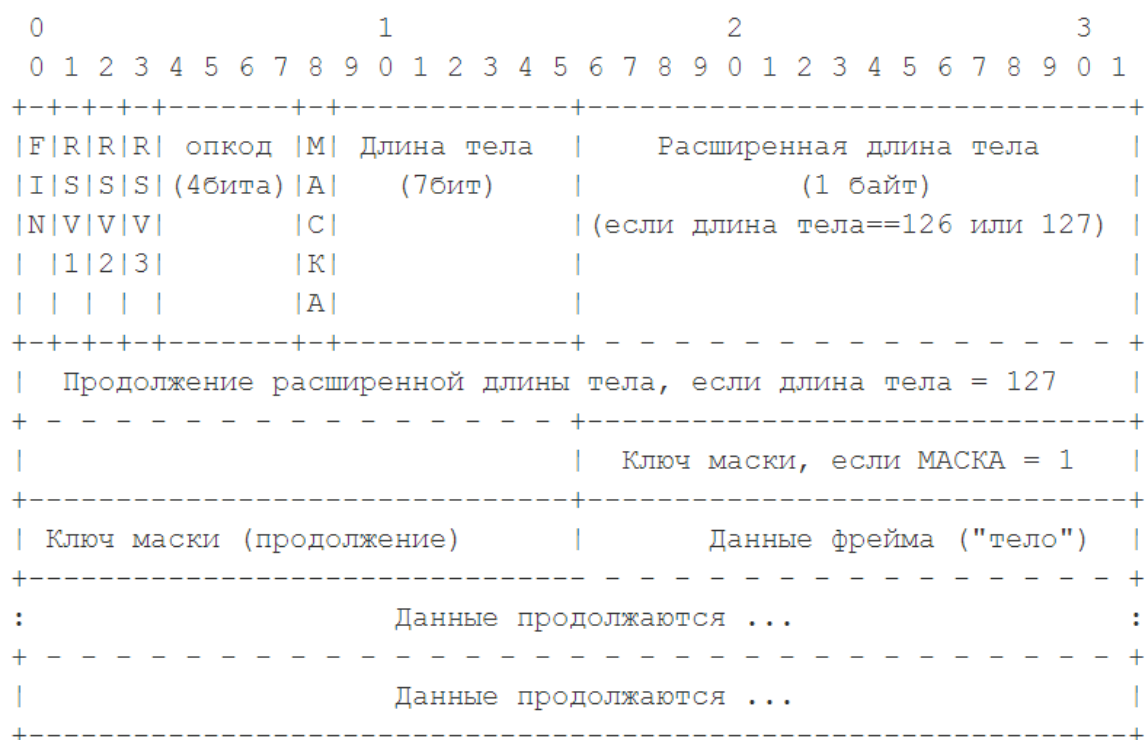 0                   1                   2                   3
 0 1 2 3 4 5 6 7 8 9 0 1 2 3 4 5 6 7 8 9 0 1 2 3 4 5 6 7 8 9 0 1
+-+-+-+-+-------+-+-------------+-------------------------------+
|F|R|R|R| опкод |М| Длина тела  |    Расширенная длина тела     |
|I|S|S|S|(4бита)|А|   (7бит)    |            (1 байт)           |
|N|V|V|V|       |С|             |(если длина тела==126 или 127) |
| |1|2|3|       |К|             |                               |
| | | | |       |А|             |                               |
+-+-+-+-+-------+-+-------------+ - - - - - - - - - - - - - - - +
|  Продолжение расширенной длины тела, если длина тела = 127    |
+ - - - - - - - - - - - - - - - +-------------------------------+
|                               |  Ключ маски, если МАСКА = 1   |
+-------------------------------+-------------------------------+
| Ключ маски (продолжение)      |       Данные фрейма ("тело")  |
+-------------------------------- - - - - - - - - - - - - - - - +
:                     Данные продолжаются ...                   :
+ - - - - - - - - - - - - - - - - - - - - - - - - - - - - - - - +
|                     Данные продолжаются ...                   |
+---------------------------------------------------------------+